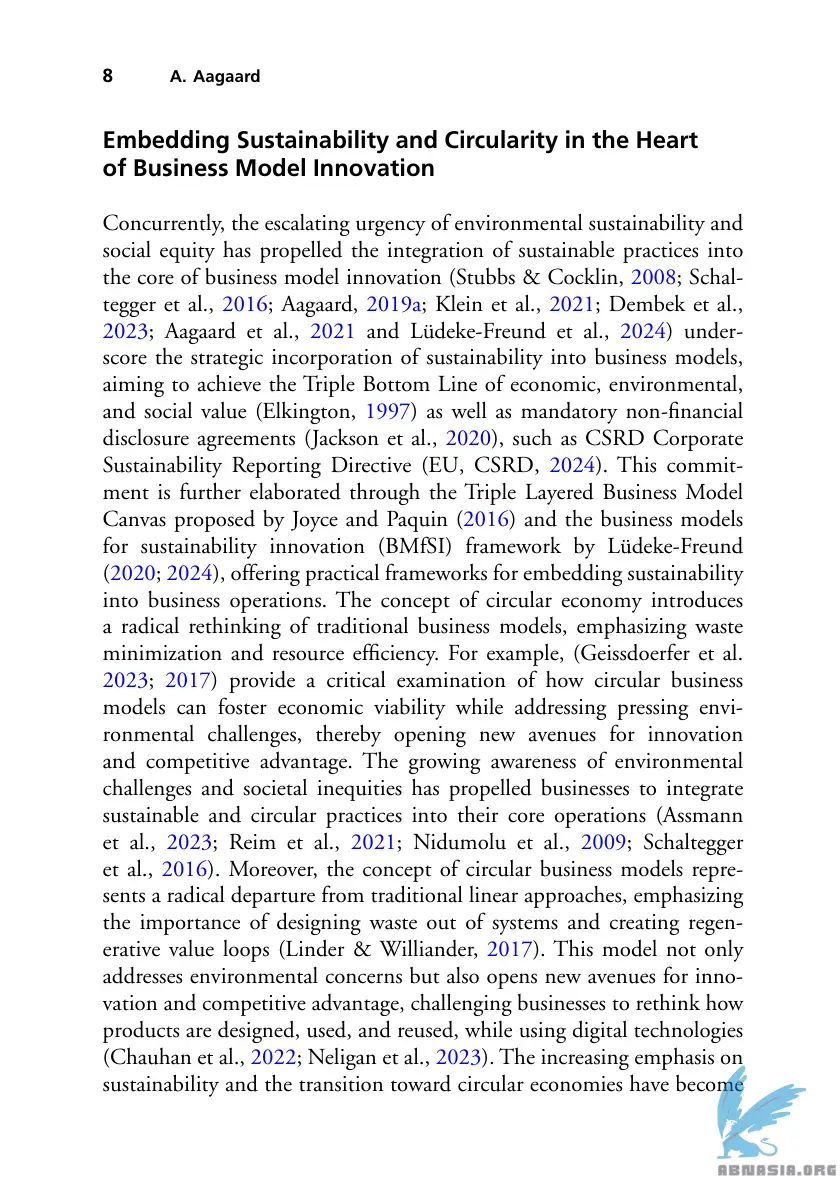 8 A. Aagaard
Embedding Sustainability and Circularity in the Heart
of Business Model Innovation
Concurrently, the escalating urgency of environmental sustainability and
social equity has propelled the integration of sustainable practices into
the core of business model innovation (Stubbs & Cocklin, 2008; Schal-
tegger et al., 2016; Aagaard, 2019a; Klein et al., 2021; Dembek et al.,
2023; Aagaard et al., 2021 and Lüdeke-Freund et al., 2024) under-
score the strategic incorporation of sustainability into business models,
aiming to achieve the Triple Bottom Line of economic, environmental,
and social value (Elkington, 1997) as well as mandatory non-financial
disclosure agreements (Jackson et al., 2020), such as CSRD Corporate
Sustainability Reporting Directive (EU, CSRD, 2024). This commit-
ment is further elaborated through the Triple Layered Business Model
Canvas proposed by Joyce and Paquin (2016) and the business models
for sustainability innovation (BMfSI) framework by Lüdeke-Freund
(2020; 2024), offering practical frameworks for embedding sustainability
into business operations. The concept of circular economy introduces
a radical rethinking of traditional business models, emphasizing waste
minimization and resource efficiency. For example, (Geissdoerfer et al.
2023; 2017) provide a critical examination of how circular business
models can foster economic viability while addressing pressing envi-
ronmental challenges, thereby opening new avenues for innovation
and competitive advantage. The growing awareness of environmental
challenges and societal inequities has propelled businesses to integrate
sustainable and circular practices into their core operations (Assmann
et al., 2023; Reim et al., 2021; Nidumolu et al., 2009; Schaltegger
et al., 2016). Moreover, the concept of circular business models repre-
sents a radical departure from traditional linear approaches, emphasizing
the importance of designing waste out of systems and creating regen-
erative value loops (Linder & Williander, 2017). This model not only
addresses environmental concerns but also opens new avenues for inno-
vation and competitive advantage, challenging businesses to rethink how
products are designed, used, and reused, while using digital technologies
(Chauhan et al., 2022; Neligan et al., 2023). The increasing emphasis on
sustainability and the transition toward circular economies have become
ABNASIA.ORG